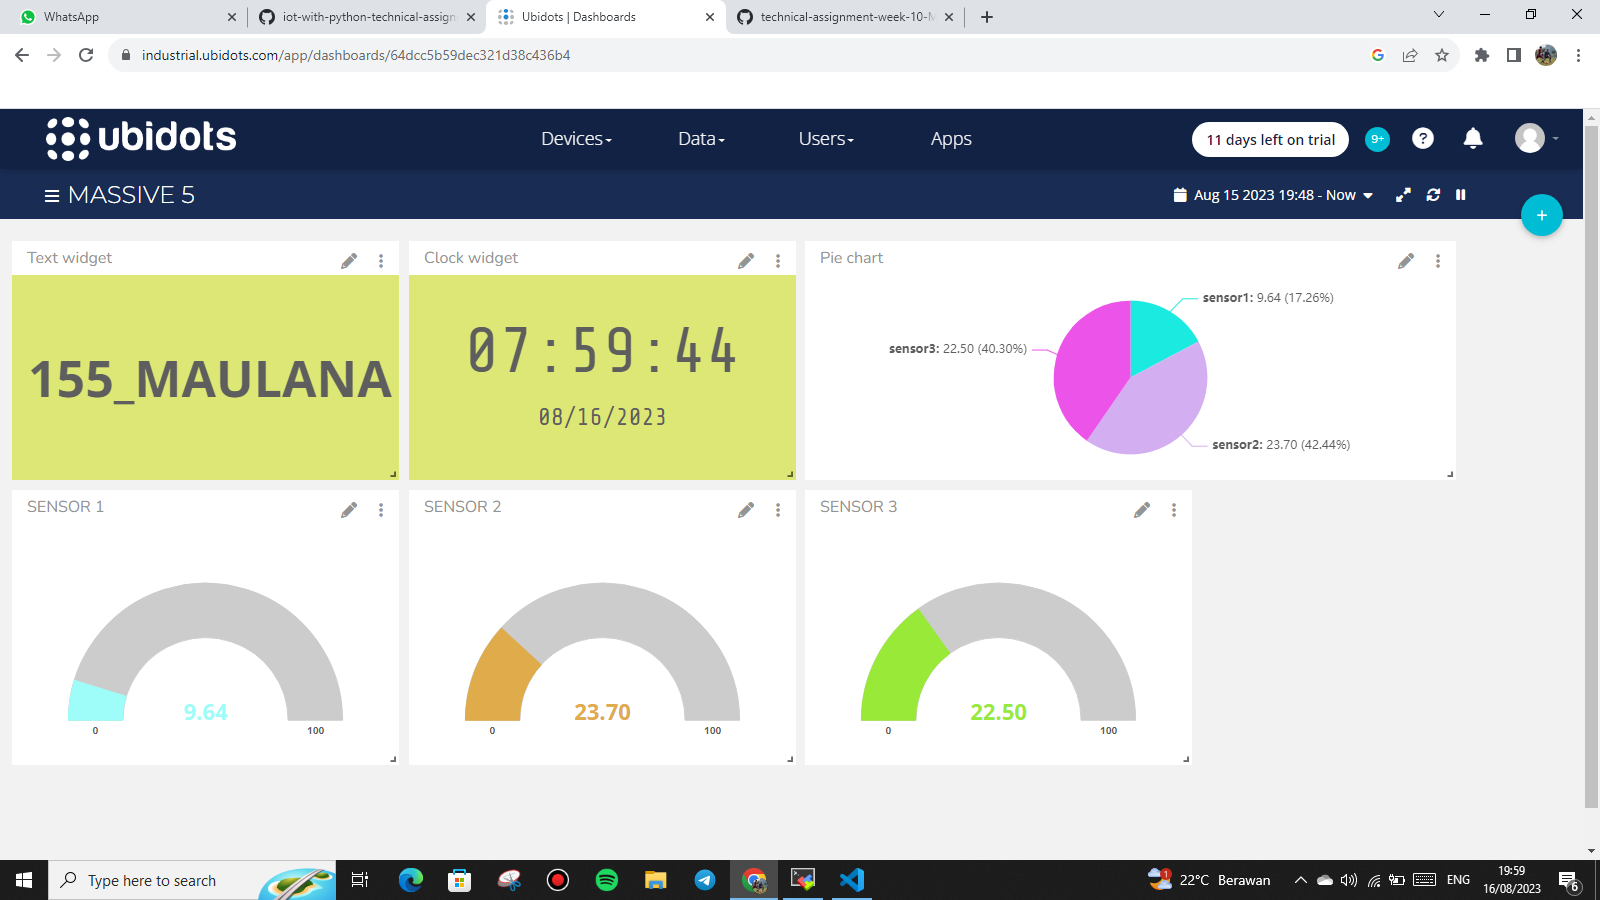 WhatsApp
iot-with-python-technical-assign
Ubidots | Dashboards
technical-assignment-week-10-M
industrial.ubidots.com/app/dashboards/64dcc5b59dec321d38c436b4
ubidots
Devices
Data
Users
Apps
11 days left on trial
9+
MASSIVE 5
Aug 15 2023 19:48 - Now
Text widget
155_MAULANA
Clock widget
07:59:44
08/16/2023
Pie chart
sensor1: 9.64 (17.26%)
sensor3: 22.50 (40.30%)
sensor2: 23.70 (42.44%)
SENSOR 1
9.64
0 100
SENSOR 2
23.70
0 100
SENSOR 3
22.50
0 100
Type here to search
1
22°C Berawan
ENG
19:59
16/08/2023
6